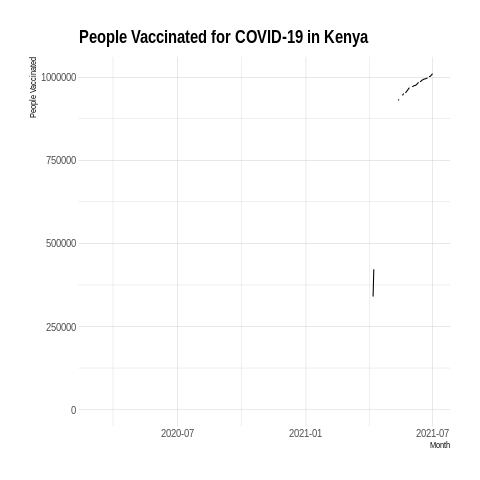 People Vaccinated for COVID-19 in Kenya
People Vaccinated
1000000
750000
500000
250000
0
2020-07
2021-01
2021-07
Month